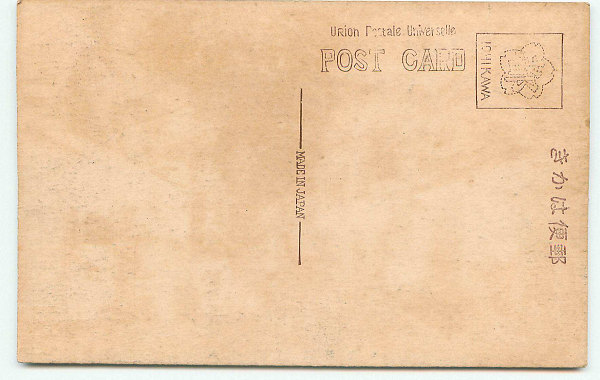 Union Postale Universelle
POST CARD
ICHIKAWA
MADE IN JAPAN
きかは便郵